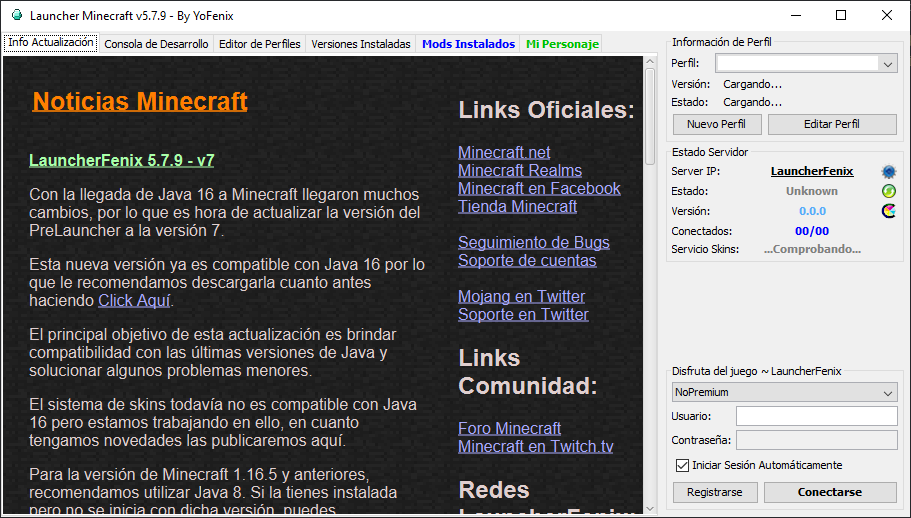 Launcher Minecraft v5.7.9 - By YoFenix
Info Actualización
Consola de Desarrollo
Editor de Perfiles
Versiones Instaladas
Mods Instalados
Mi Personaje
Noticias Minecraft
LauncherFenix 5.7.9 - v7
Con la llegada de Java 16 a Minecraft llegaron muchos
cambios, por lo que es hora de actualizar la versión del
PreLauncher a la versión 7.
Esta nueva versión ya es compatible con Java 16 por lo
que le recomendamos descargarla cuanto antes
haciendo Click Aquí.
El principal objetivo de esta actualización es brindar
compatibilidad con las últimas versiones de Java y
solucionar algunos problemas menores.
El sistema de skins todavía no es compatible con Java
16 pero estamos trabajando en ello, en cuanto
tengamos novedades las publicaremos aquí.
Para la versión de Minecraft 1.16.5 y anteriores,
recomendamos utilizar Java 8. Si la tienes instalada
pero no se inicia con dicha versión, puedes
Links Oficiales:
Minecraft.net
Minecraft Realms
Minecraft en Facebook
Tienda Minecraft
Seguimiento de Bugs
Soporte de cuentas
Mojang en Twitter
Soporte en Twitter
Links
Comunidad:
Foro Minecraft
Minecraft en Twitch.tv
Redes
LauncherFenix:
Información de Perfil
Perfil:
Versión: Cargando...
Estado: Cargando...
Nuevo Perfil
Editar Perfil
Estado Servidor
Server IP: LauncherFenix
Estado: Unknown
Versión: 0.0.0
Conectados: 00/00
Servicio Skins: ...Comprobando...
Disfruta del juego ~ LauncherFenix
NoPremium
Usuario:
Contraseña:
Iniciar Sesión Automáticamente
Registrarse
Conectarse